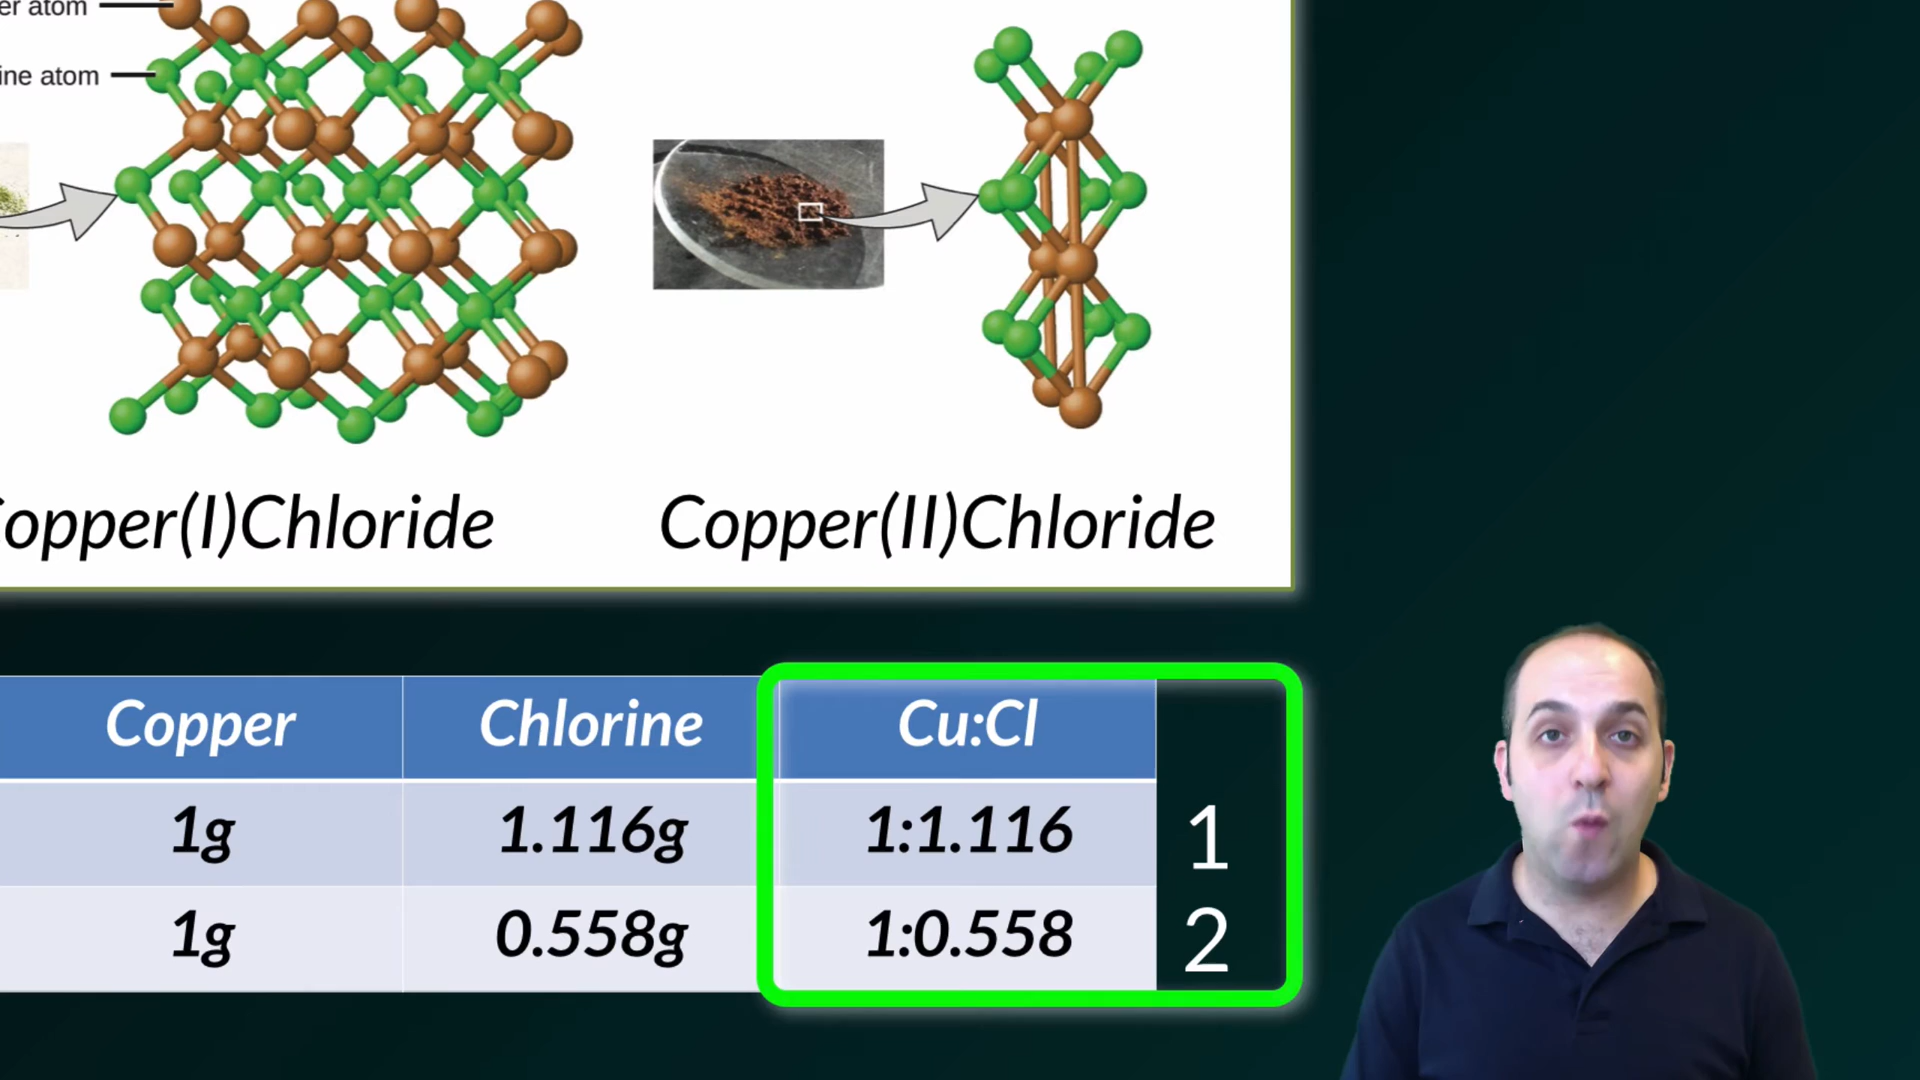 er atom
ine atom
opper(I)Chloride
Copper(II)Chloride
Copper Chlorine Cu:Cl
1g 1.116g 1:1.116 1
1g 0.558g 1:0.558 2